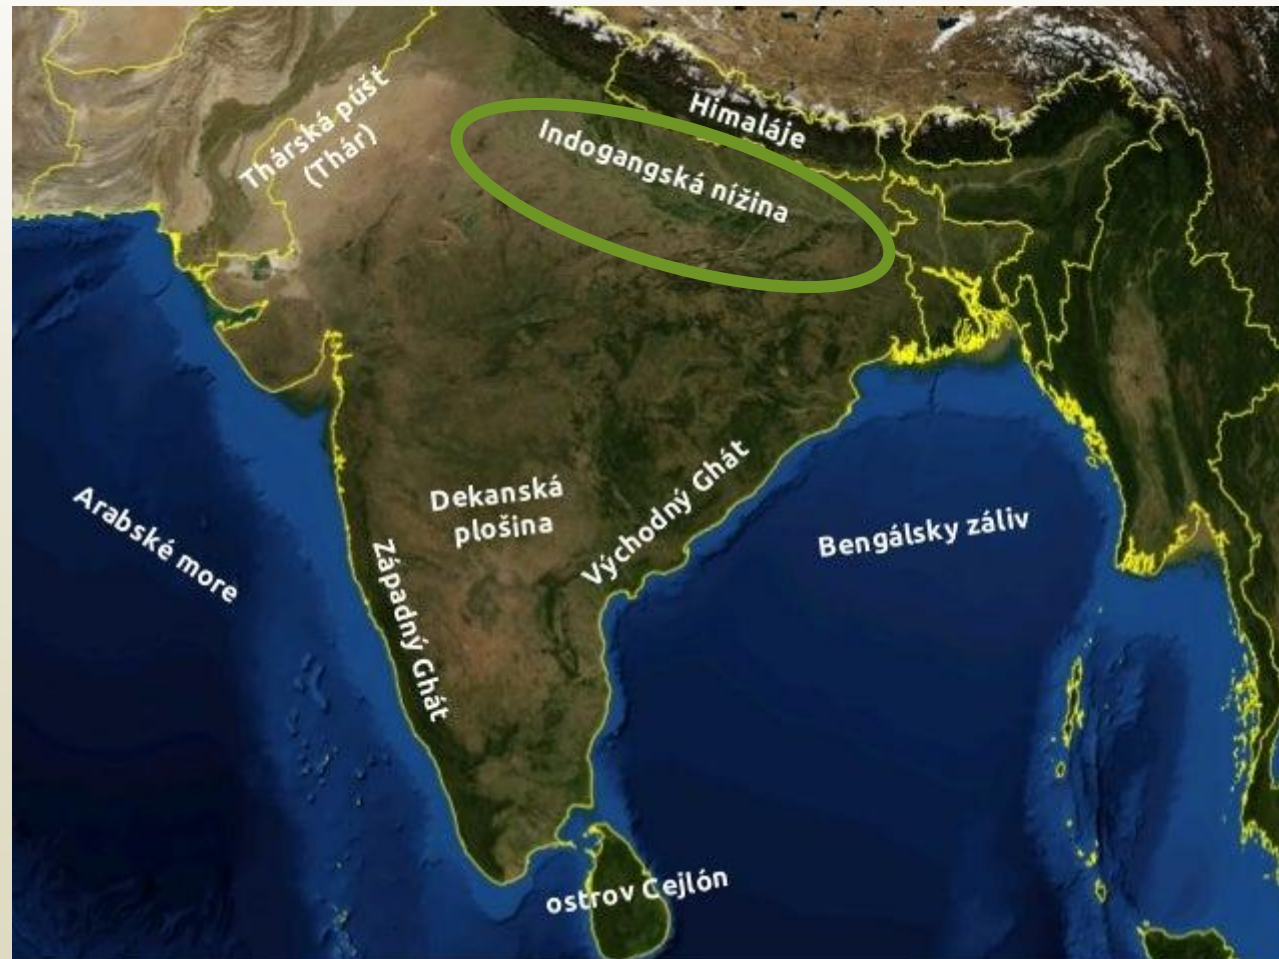 Thárská púšť
(Thár)
Himaláje
Indogangská nížina
Dekanská
plošina
Východný Ghát
Západný Ghát
Arabské more
Bengálsky záliv
ostrov Cejlón